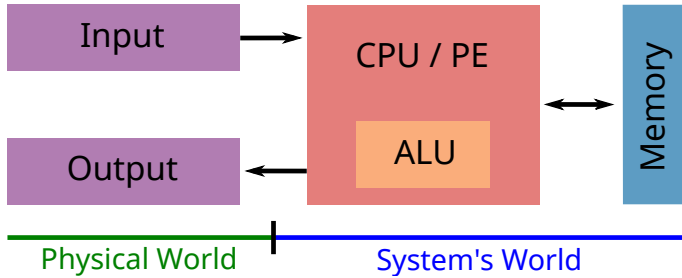 Input
CPU / PE
Memory
Output
ALU
Physical World
System's World